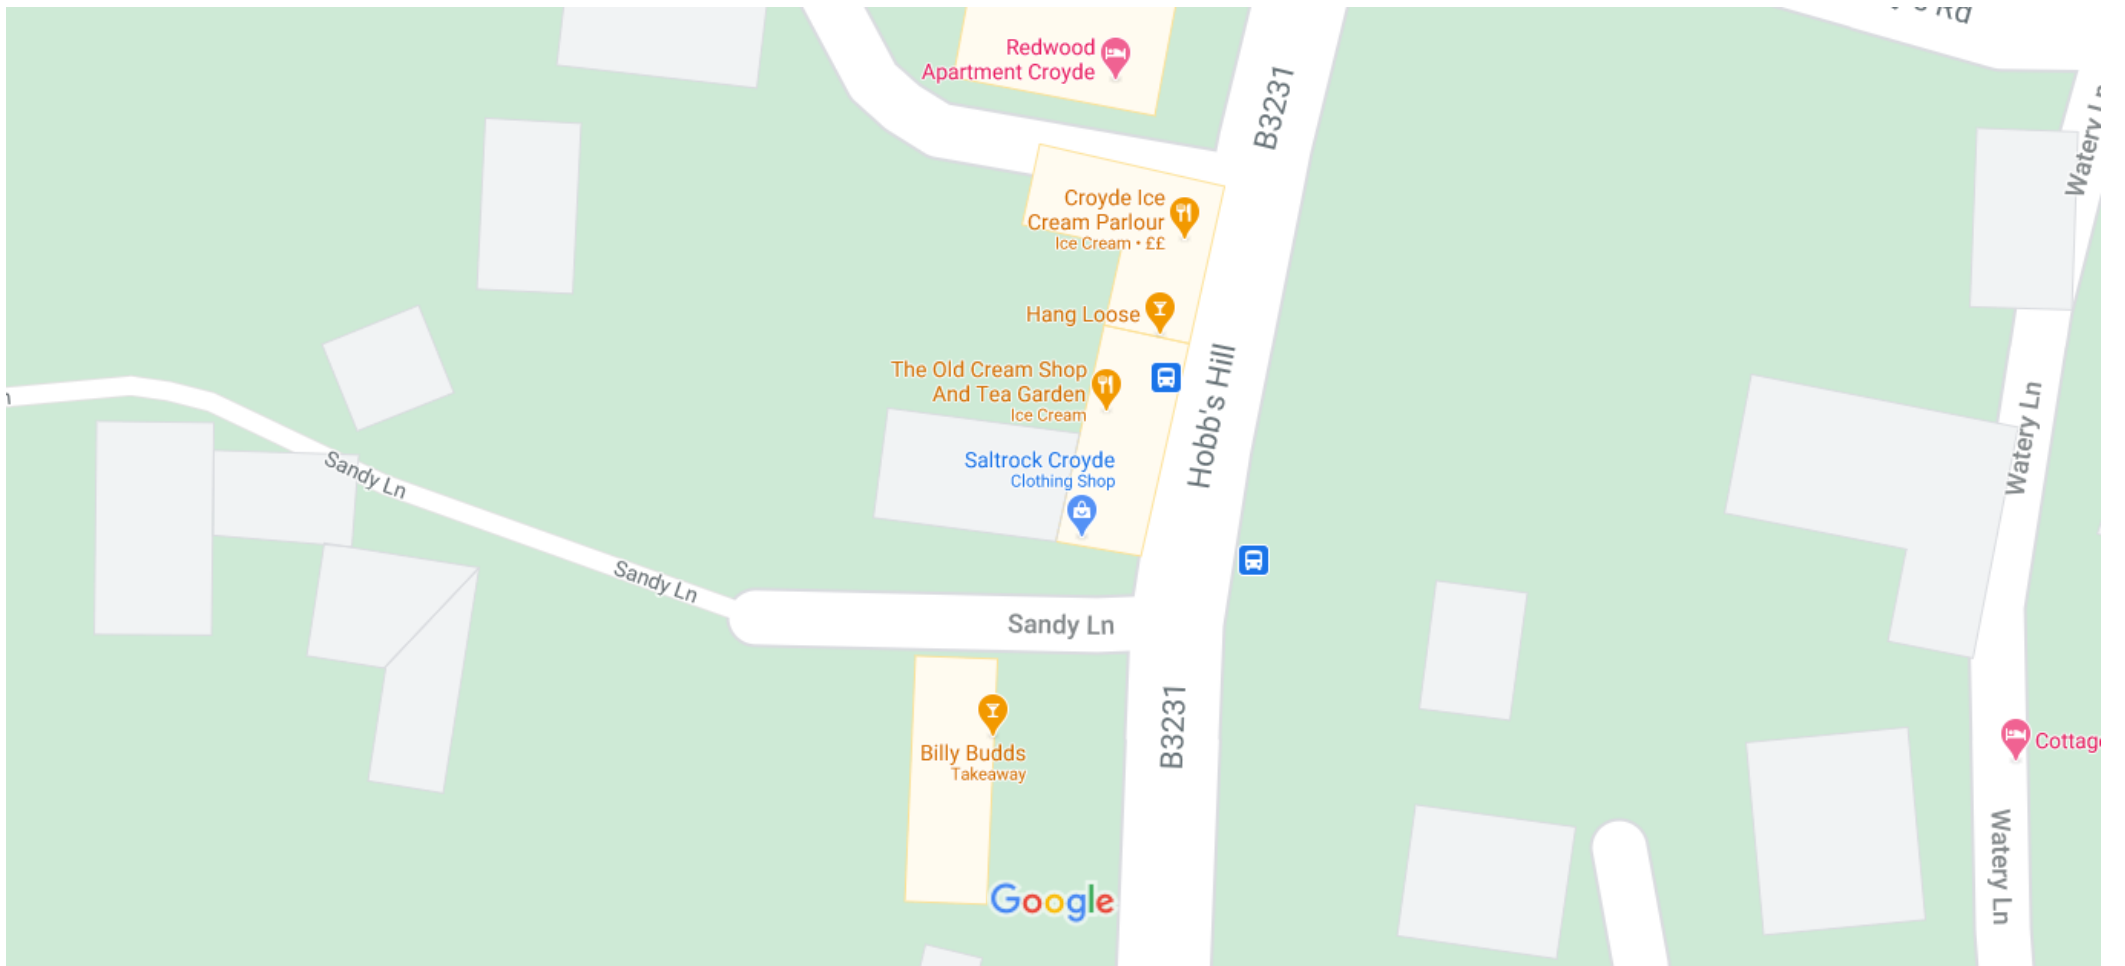 Rd
Redwood
Apartment Croyde
B3231
Watery Ln
Croyde Ice
Cream Parlour
Ice Cream • ££
Hang Loose
The Old Cream Shop
And Tea Garden
Ice Cream
Hobb's Hill
Watery Ln
Saltrock Croyde
Clothing Shop
Sandy Ln
Sandy Ln
Sandy Ln
B3231
Billy Budds
Takeaway
Cottage
Watery Ln
Google